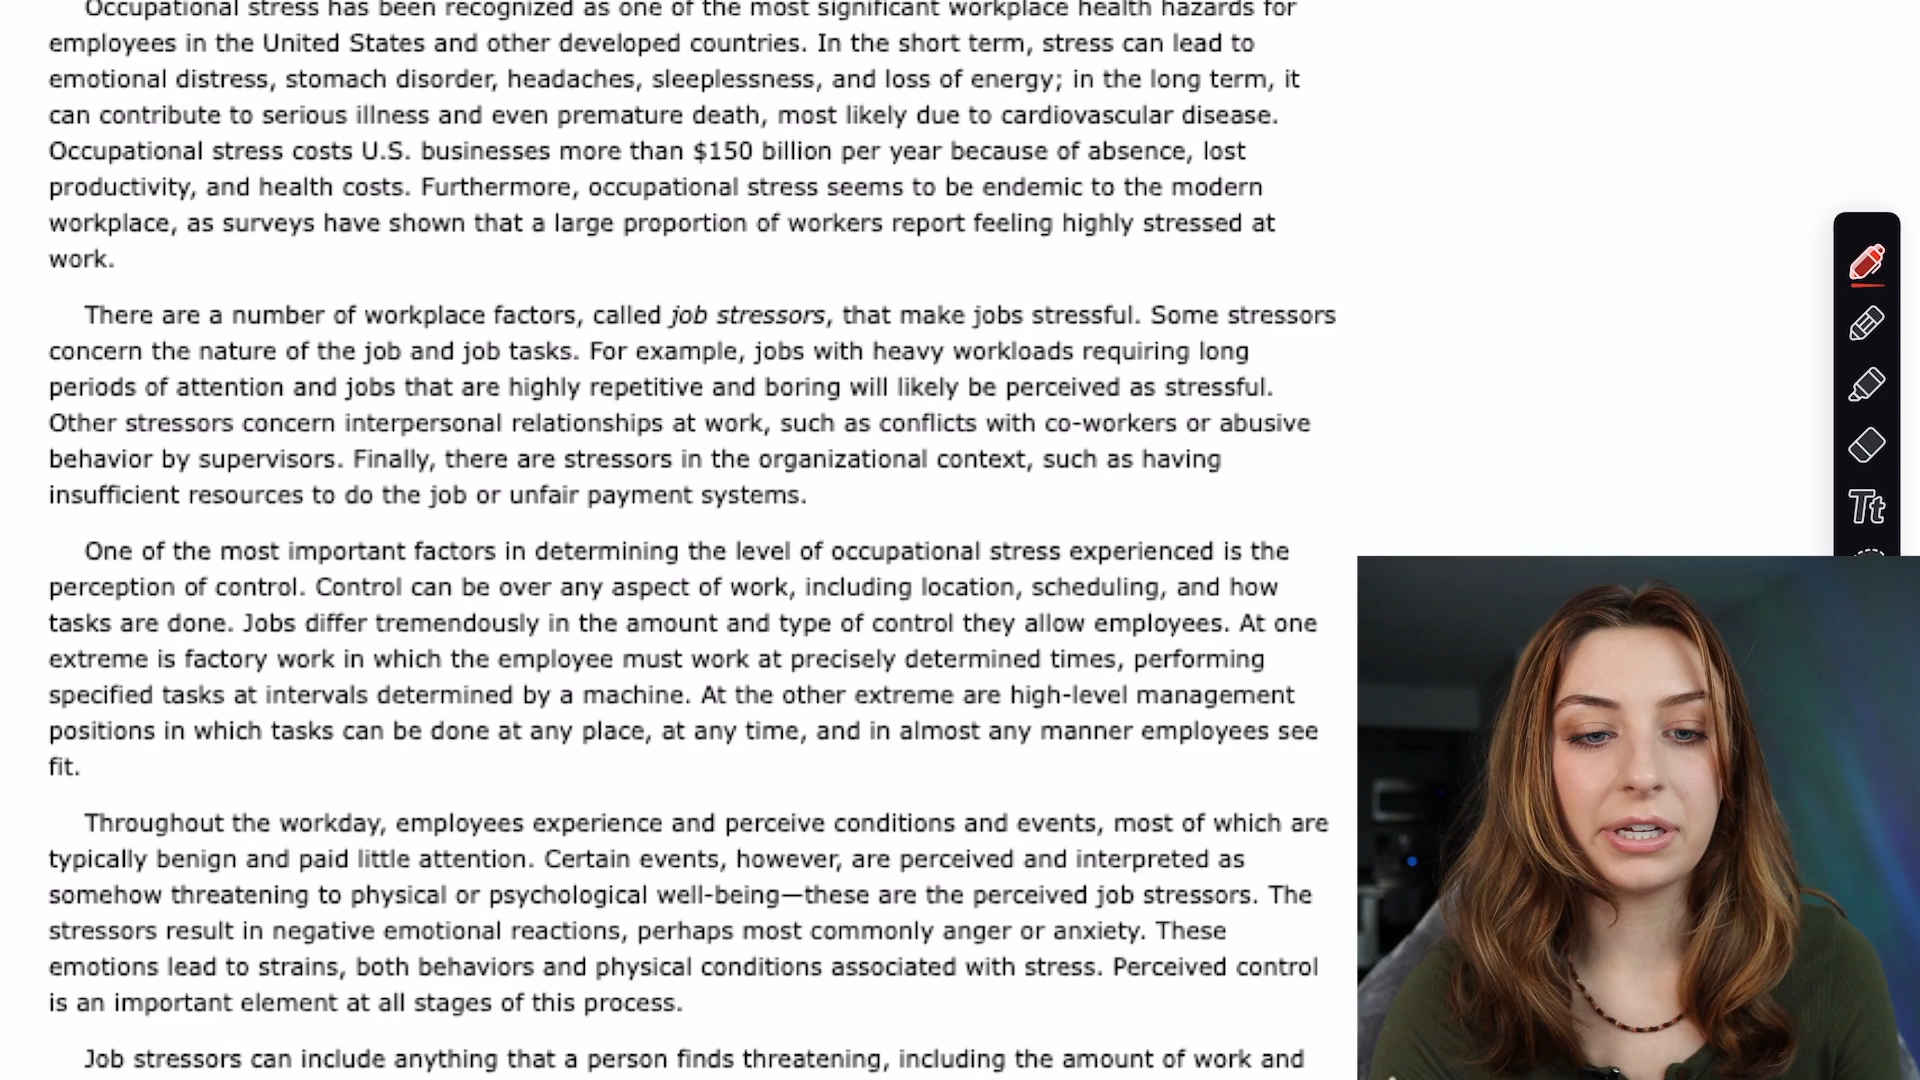 Occupational stress has been recognized as one of the most significant workplace health hazards for
employees in the United States and other developed countries. In the short term, stress can lead to
emotional distress, stomach disorder, headaches, sleeplessness, and loss of energy; in the long term, it
can contribute to serious illness and even premature death, most likely due to cardiovascular disease.
Occupational stress costs U.S. businesses more than $150 billion per year because of absence, lost
productivity, and health costs. Furthermore, occupational stress seems to be endemic to the modern
workplace, as surveys have shown that a large proportion of workers report feeling highly stressed at
work.
There are a number of workplace factors, called job stressors, that make jobs stressful. Some stressors
concern the nature of the job and job tasks. For example, jobs with heavy workloads requiring long
periods of attention and jobs that are highly repetitive and boring will likely be perceived as stressful.
Other stressors concern interpersonal relationships at work, such as conflicts with co-workers or abusive
behavior by supervisors. Finally, there are stressors in the organizational context, such as having
insufficient resources to do the job or unfair payment systems.
One of the most important factors in determining the level of occupational stress experienced is the
perception of control. Control can be over any aspect of work, including location, scheduling, and how
tasks are done. Jobs differ tremendously in the amount and type of control they allow employees. At one
extreme is factory work in which the employee must work at precisely determined times, performing
specified tasks at intervals determined by a machine. At the other extreme are high-level management
positions in which tasks can be done at any place, at any time, and in almost any manner employees see
fit.
Throughout the workday, employees experience and perceive conditions and events, most of which are
typically benign and paid little attention. Certain events, however, are perceived and interpreted as
somehow threatening to physical or psychological well-being—these are the perceived job stressors. The
stressors result in negative emotional reactions, perhaps most commonly anger or anxiety. These
emotions lead to strains, both behaviors and physical conditions associated with stress. Perceived control
is an important element at all stages of this process.
Job stressors can include anything that a person finds threatening, including the amount of work and
Tt